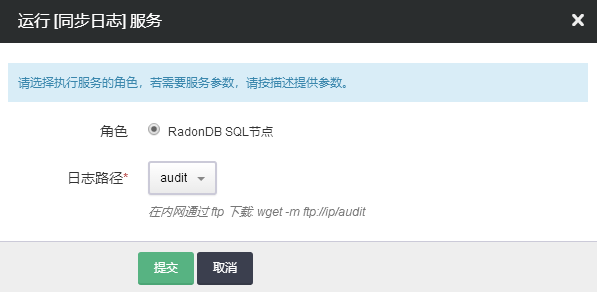 运行 [同步日志] 服务
请选择执行服务的角色，若需要服务参数，请按描述提供参数。
角色 RadonDB SQL节点
日志路径* audit
在内网通过 ftp 下载: wget -m ftp://ip/audit
提交 取消